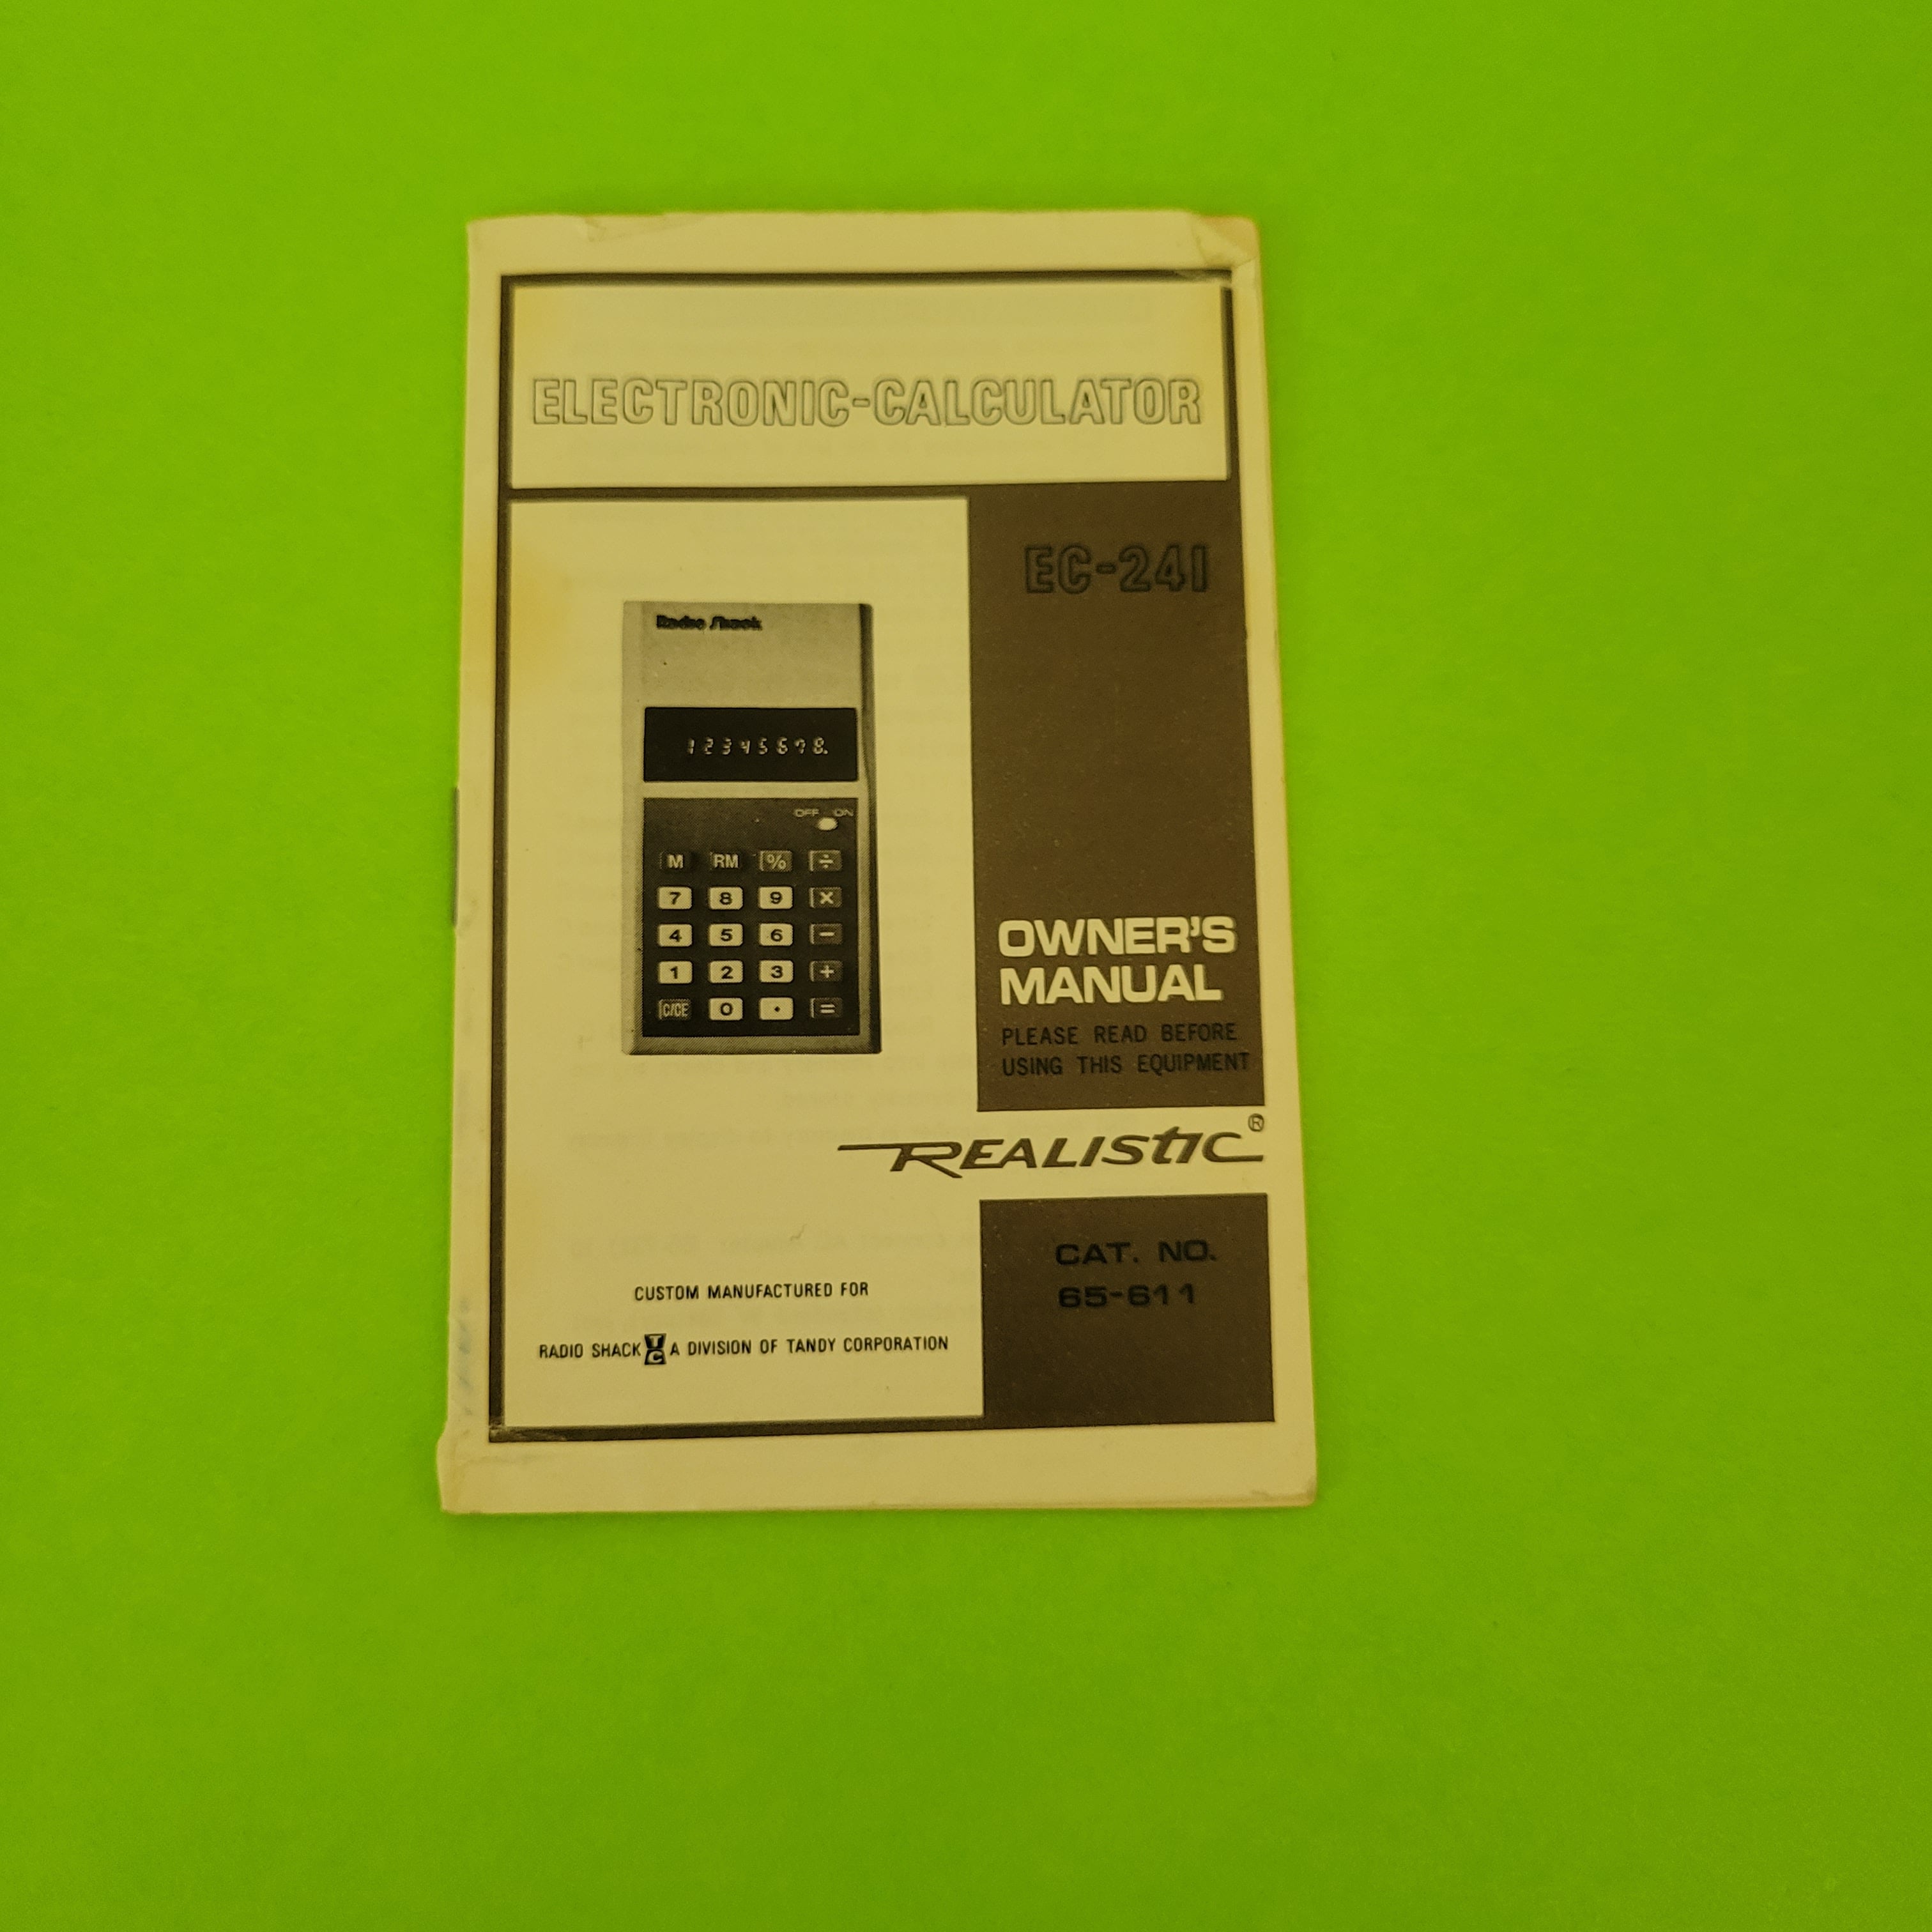 ELECTRONIC-CALCULATOR
EC-241
Radio Shack
12345678.
OFF ON
M RM % ÷
7 8 9 ×
4 5 6 −
1 2 3 +
C/CE 0 • =
OWNER'S
MANUAL
PLEASE READ BEFORE
USING THIS EQUIPMENT
REALISTIC®
CAT. NO.
65-611
CUSTOM MANUFACTURED FOR
RADIO SHACK TC A DIVISION OF TANDY CORPORATION